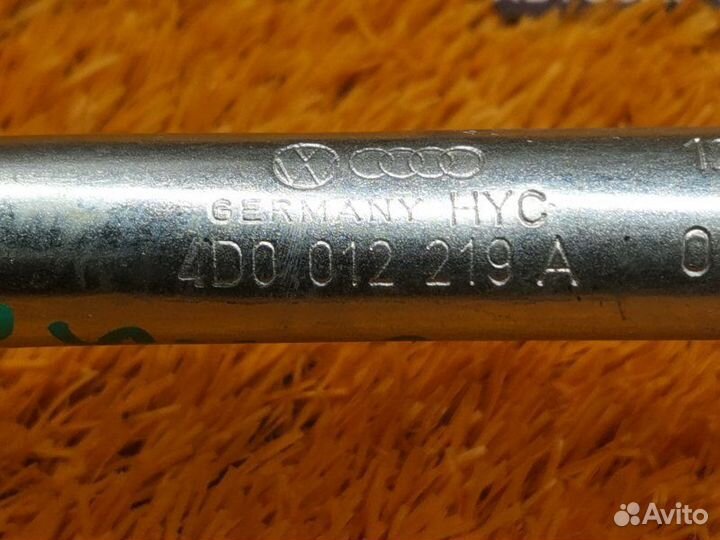 GERMANY HYC
4D0 012 219 A
Avito